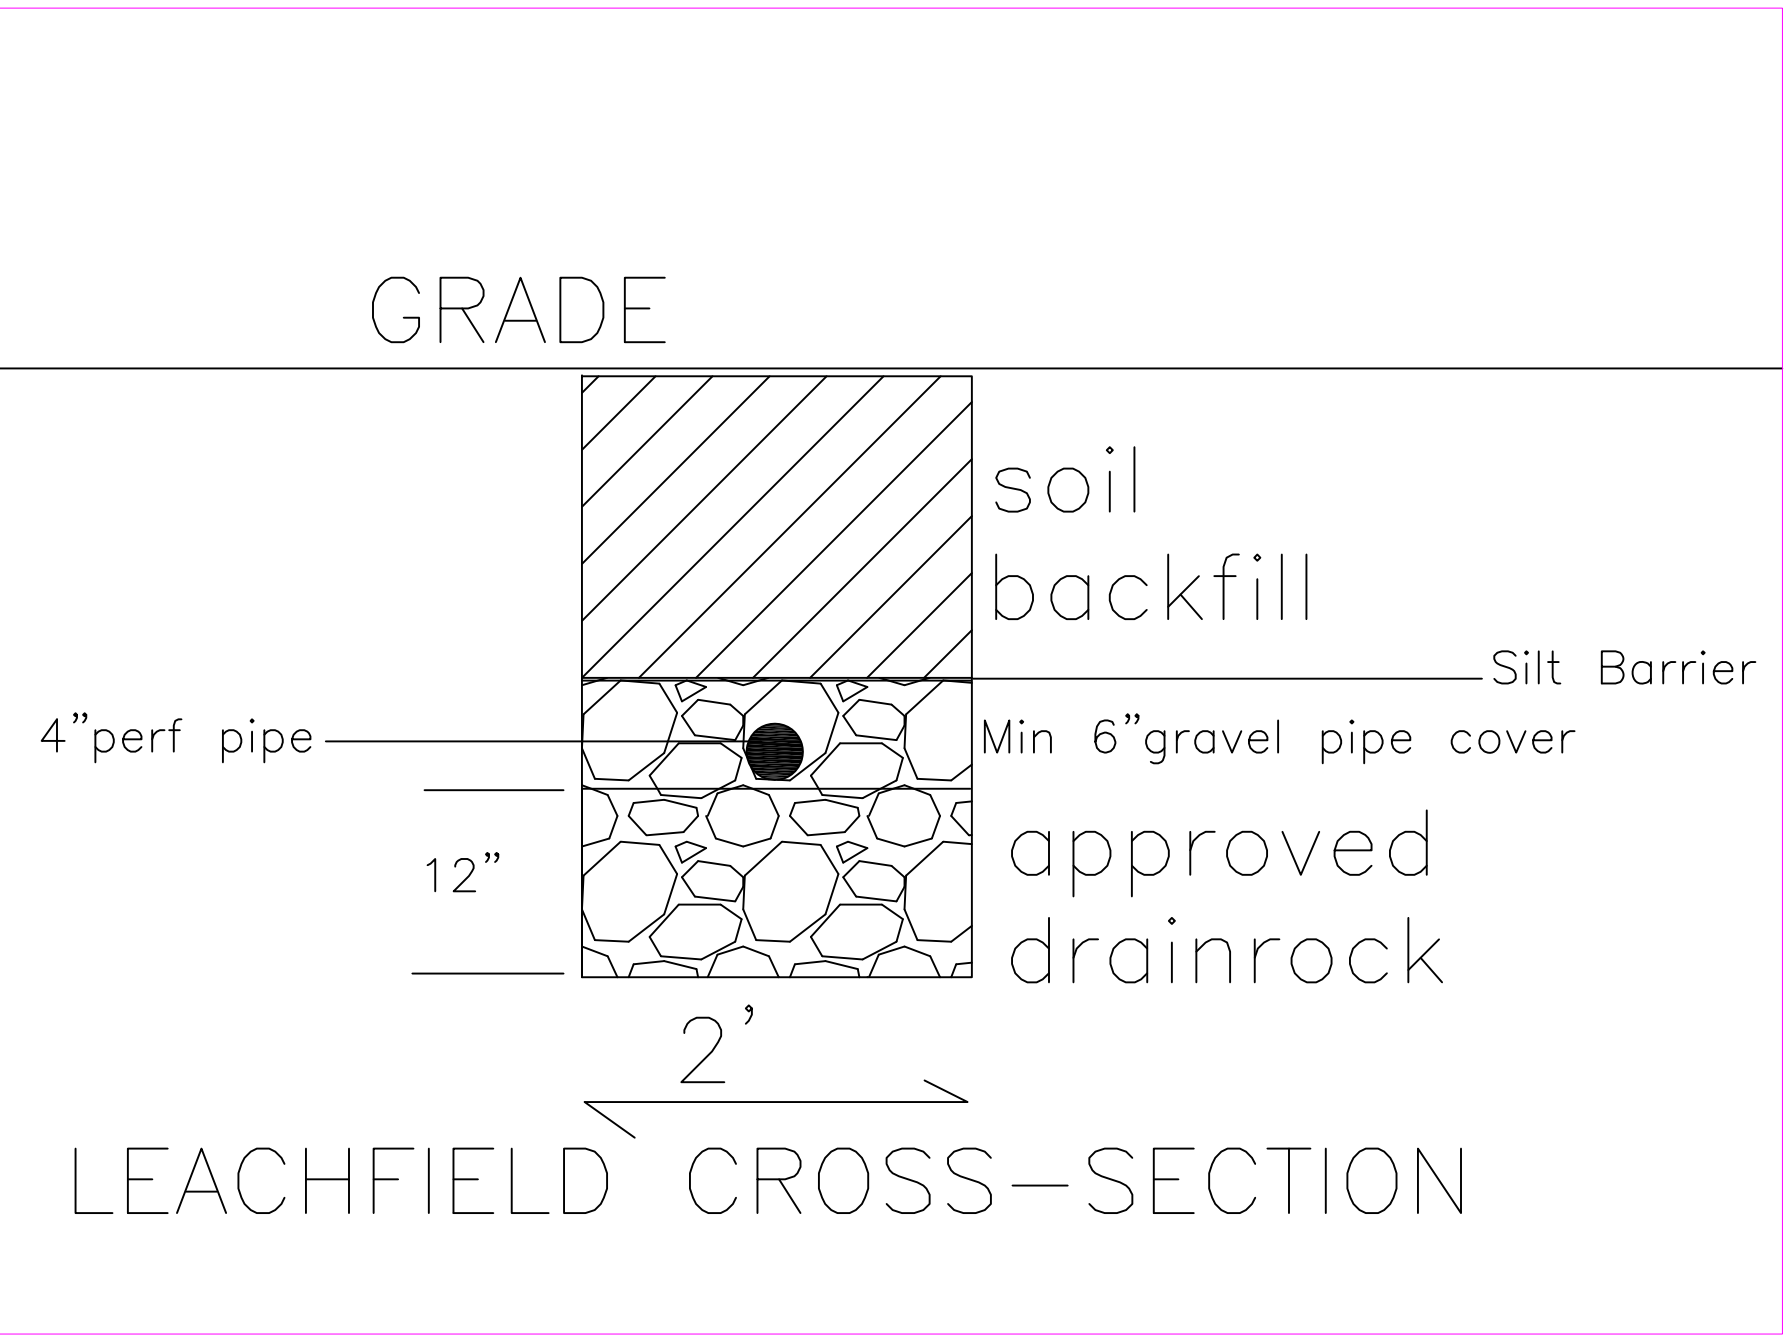 GRADE
soil
backfill
Silt Barrier
4”perf pipe
Min 6”gravel pipe cover
12”
approved
drainrock
2’
LEACHFIELD CROSS-SECTION